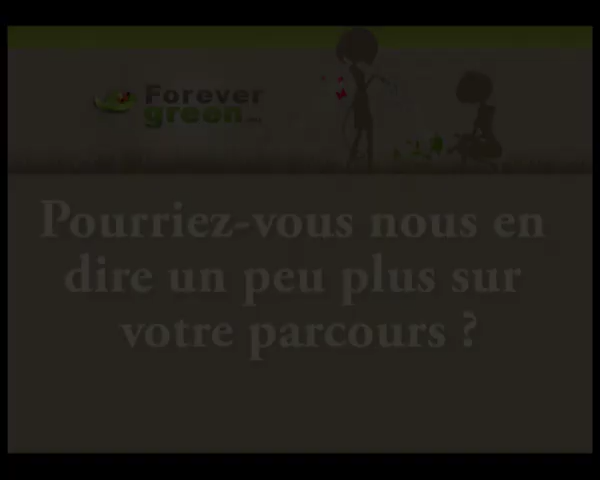 Forever
green
Pourriez-vous nous en
dire un peu plus sur
votre parcours ?